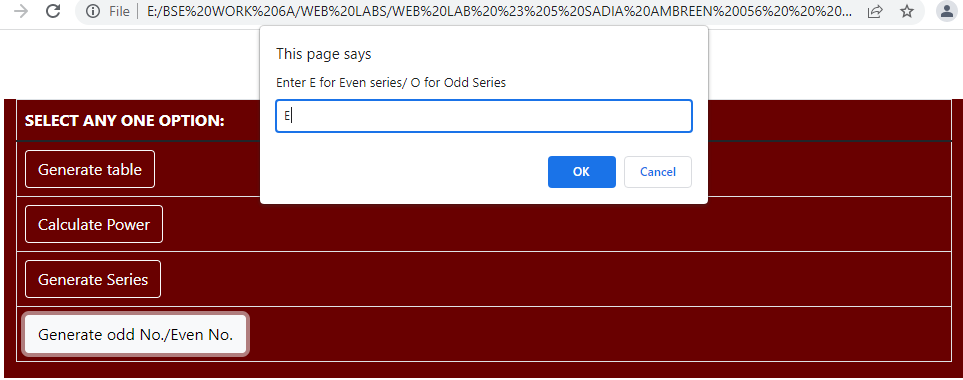 File E:/BSE%20WORK%206A/WEB%20LABS/WEB%20LAB%20%23%205%20SADIA%20AMBREEN%20056%20%20%20...
This page says
Enter E for Even series/ O for Odd Series
E
OK Cancel
SELECT ANY ONE OPTION:
Generate table
Calculate Power
Generate Series
Generate odd No./Even No.